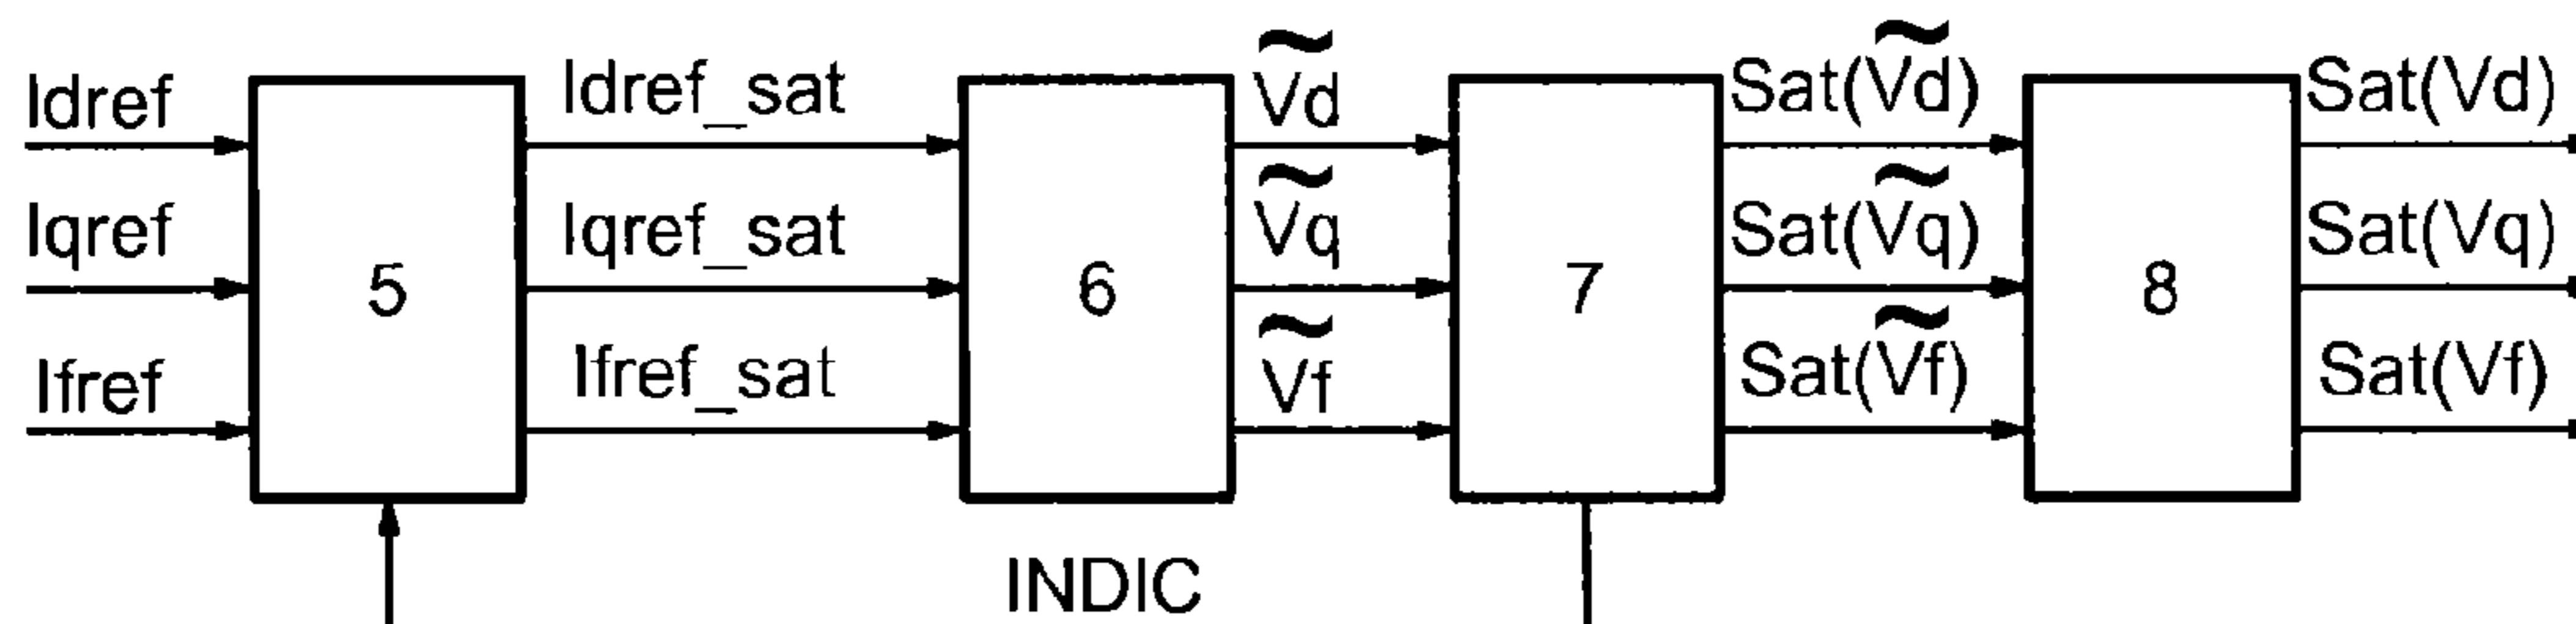 Idref
Idref_sat
Ṽd
Sat(Ṽd)
Sat(Vd)
Iqref
Iqref_sat
Ṽq
Sat(Ṽq)
Sat(Vq)
5
6
7
8
Ifref
Ifref_sat
Ṽf
Sat(Ṽf)
Sat(Vf)
INDIC